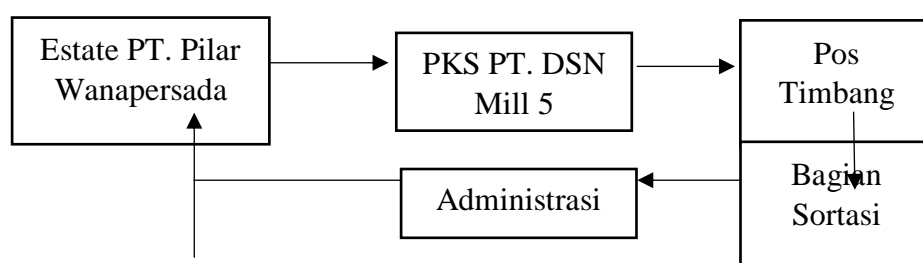 Estate PT. Pilar
Wanapersada
PKS PT. DSN
Mill 5
Pos
Timbang
Administrasi
Bagian
Sortasi